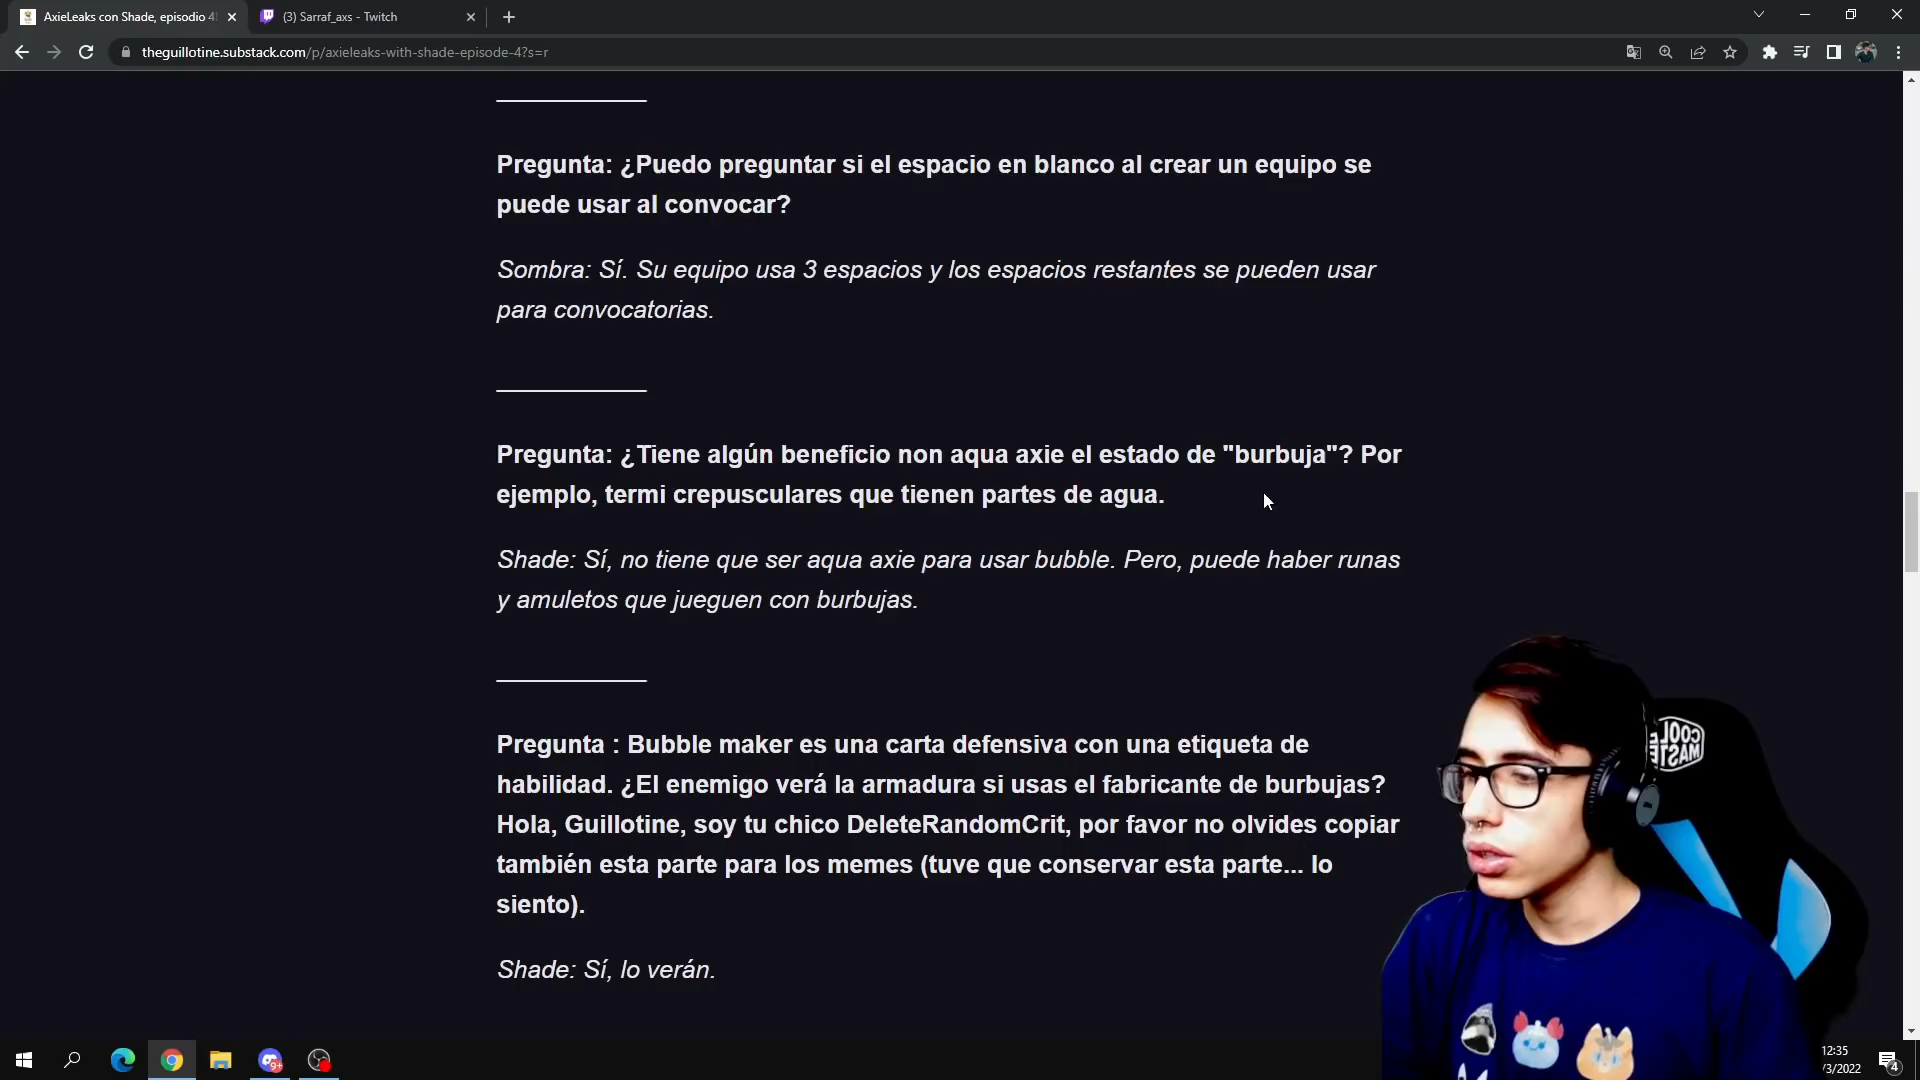 AxieLeaks con Shade, episodio 4
(3) Sarraf_axs - Twitch
theguillotine.substack.com/p/axieleaks-with-shade-episode-4?s=r
Pregunta: ¿Puedo preguntar si el espacio en blanco al crear un equipo se
puede usar al convocar?
Sombra: Sí. Su equipo usa 3 espacios y los espacios restantes se pueden usar
para convocatorias.
Pregunta: ¿Tiene algún beneficio non aqua axie el estado de "burbuja"? Por
ejemplo, termi crepusculares que tienen partes de agua.
Shade: Sí, no tiene que ser aqua axie para usar bubble. Pero, puede haber runas
y amuletos que jueguen con burbujas.
Pregunta : Bubble maker es una carta defensiva con una etiqueta de
habilidad. ¿El enemigo verá la armadura si usas el fabricante de burbujas?
Hola, Guillotine, soy tu chico DeleteRandomCrit, por favor no olvides copiar
también esta parte para los memes (tuve que conservar esta parte... lo
siento).
Shade: Sí, lo verán.
COOL
MAST
9+
12:35
/3/2022
4